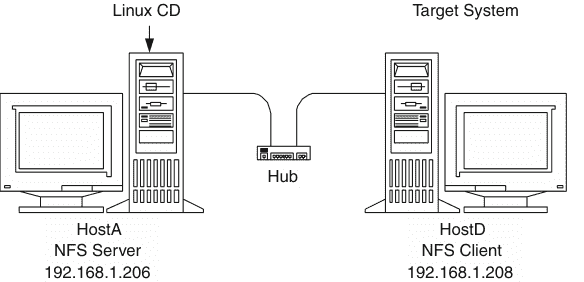 Linux CD
Target System
Hub
HostA
NFS Server
192.168.1.206
HostD
NFS Client
192.168.1.208